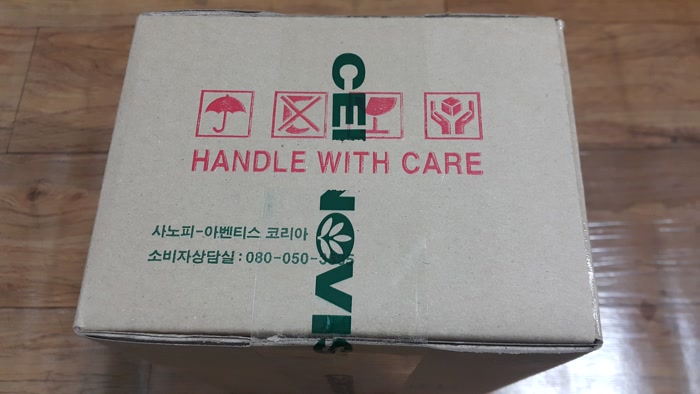 HANDLE WITH CARE
사노피-아벤티스 코리아
소비자상담실 : 080-050-
CENOVIS